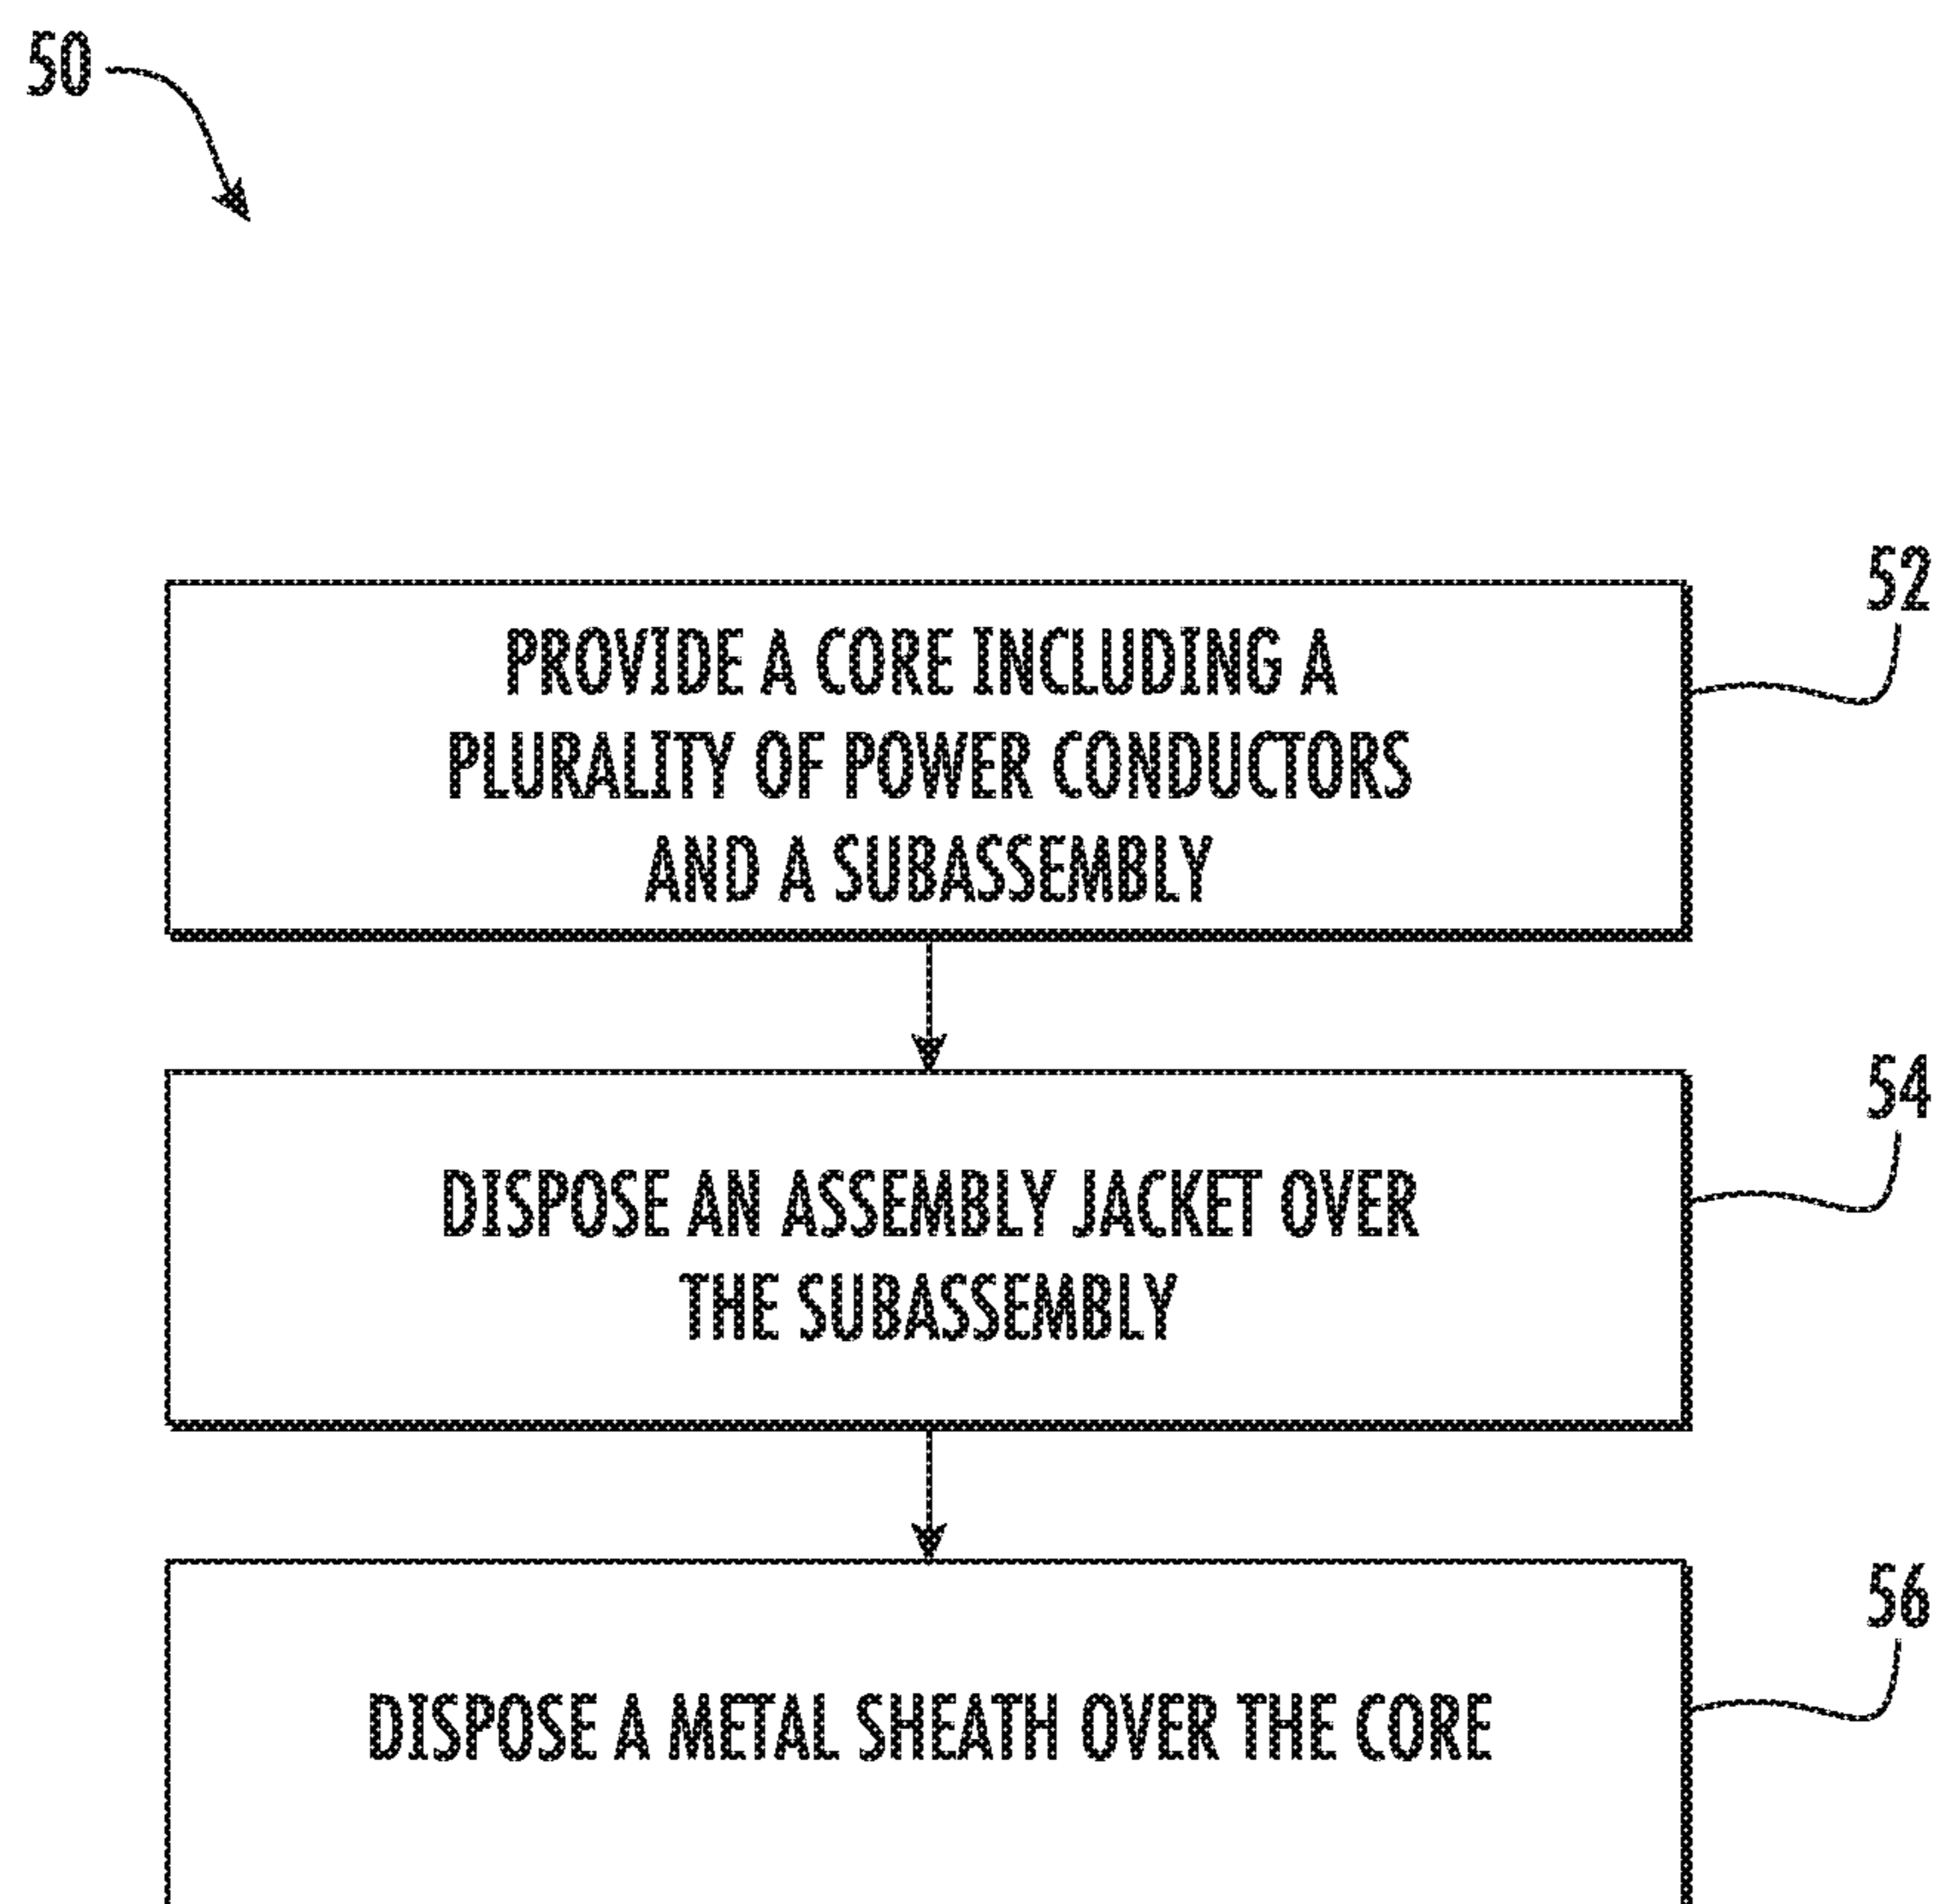 50
52
PROVIDE A CORE INCLUDING A
PLURALITY OF POWER CONDUCTORS
AND A SUBASSEMBLY
54
DISPOSE AN ASSEMBLY JACKET OVER
THE SUBASSEMBLY
56
DISPOSE A METAL SHEATH OVER THE CORE